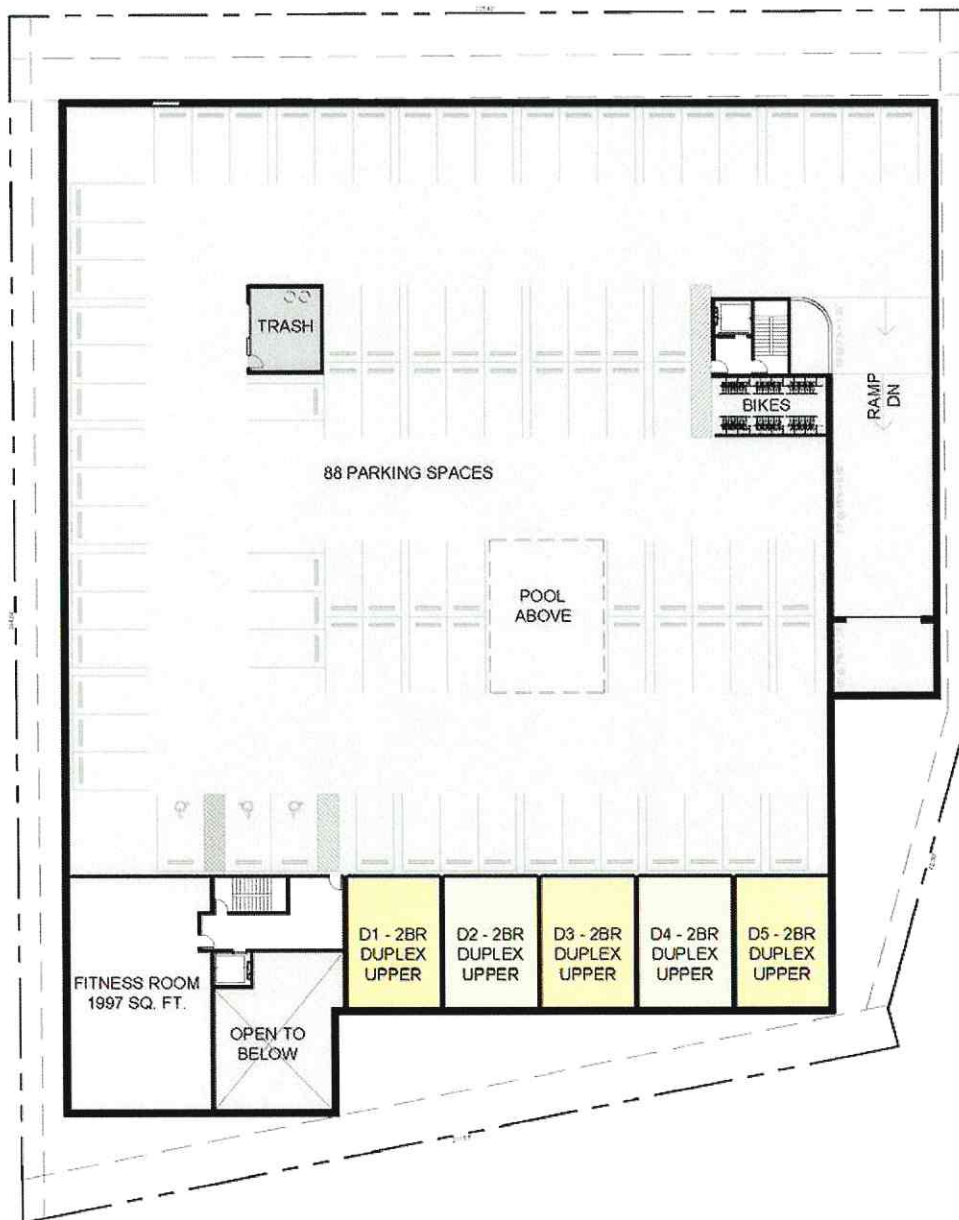 TRASH
BIKES
RAMP
DN
88 PARKING SPACES
POOL
ABOVE
D1 - 2BR
DUPLEX
UPPER
D2 - 2BR
DUPLEX
UPPER
D3 - 2BR
DUPLEX
UPPER
D4 - 2BR
DUPLEX
UPPER
D5 - 2BR
DUPLEX
UPPER
FITNESS ROOM
1997 SQ. FT.
OPEN TO
BELOW